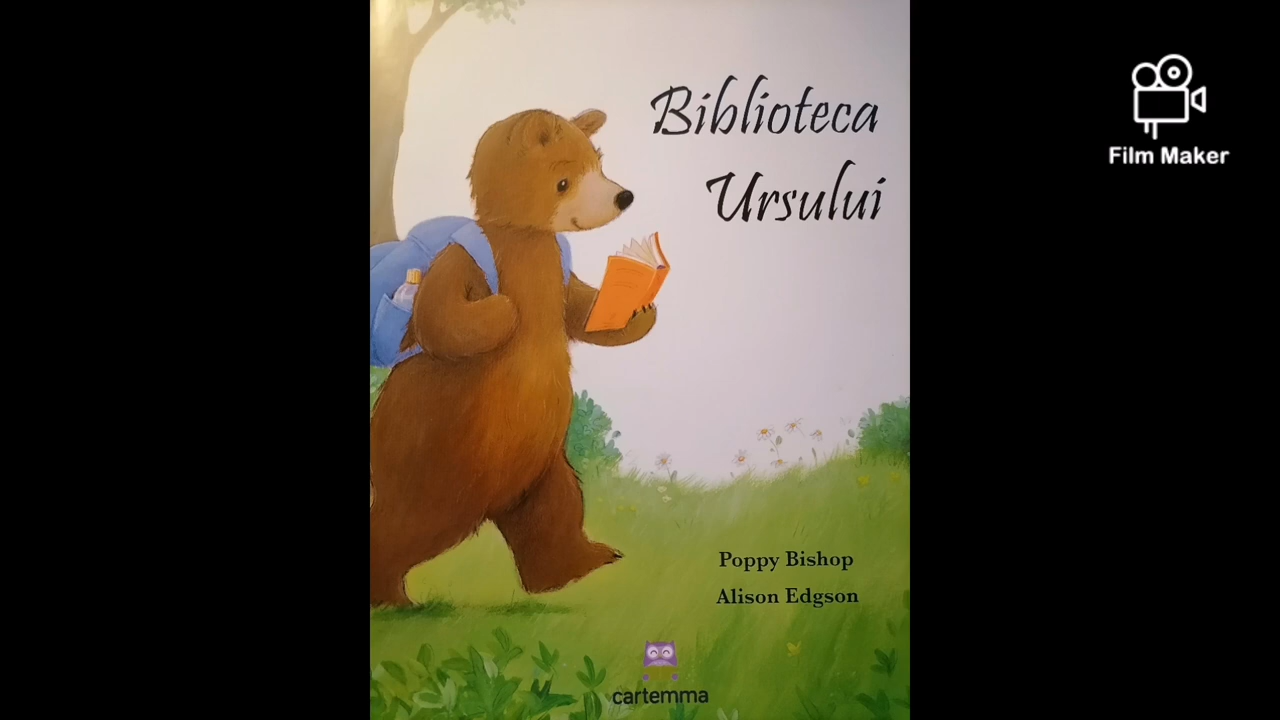 Biblioteca
Ursului
Poppy Bishop
Alison Edgson
cartemma
Film Maker